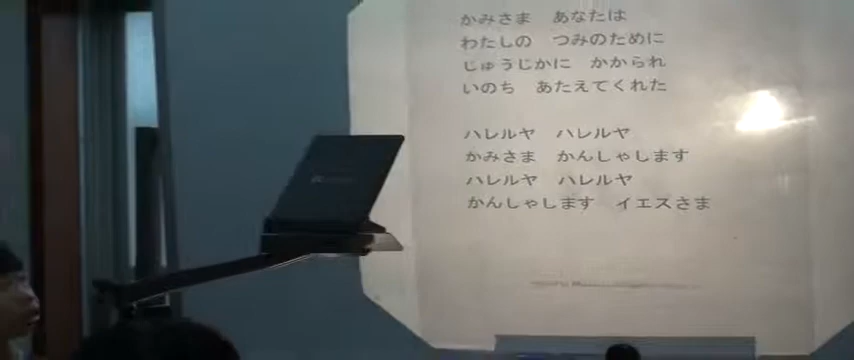 かみさま　あなたは
わたしの　つみのために
じゅうじかに　かかられ
いのち　あたえてくれた
ハレルヤ　ハレルヤ
かみさま　かんしゃします
ハレルヤ　ハレルヤ
かんしゃします　イエスさま